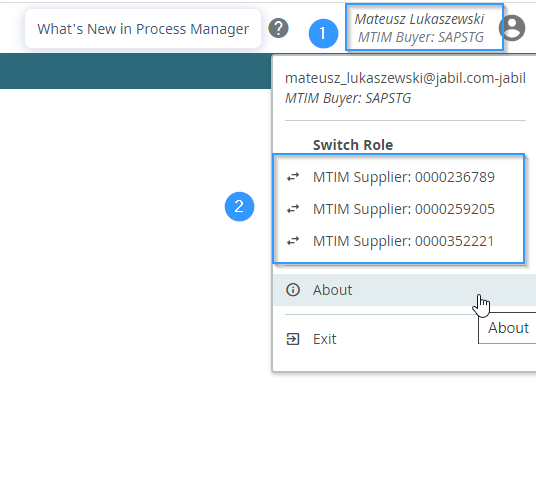 What's New in Process Manager
?
1
Mateusz Lukaszewski
MTIM Buyer: SAPSTG
mateusz_lukaszewski@jabil.com-jabil
MTIM Buyer: SAPSTG
Switch Role
2
MTIM Supplier: 0000236789
MTIM Supplier: 0000259205
MTIM Supplier: 0000352221
About
About
Exit